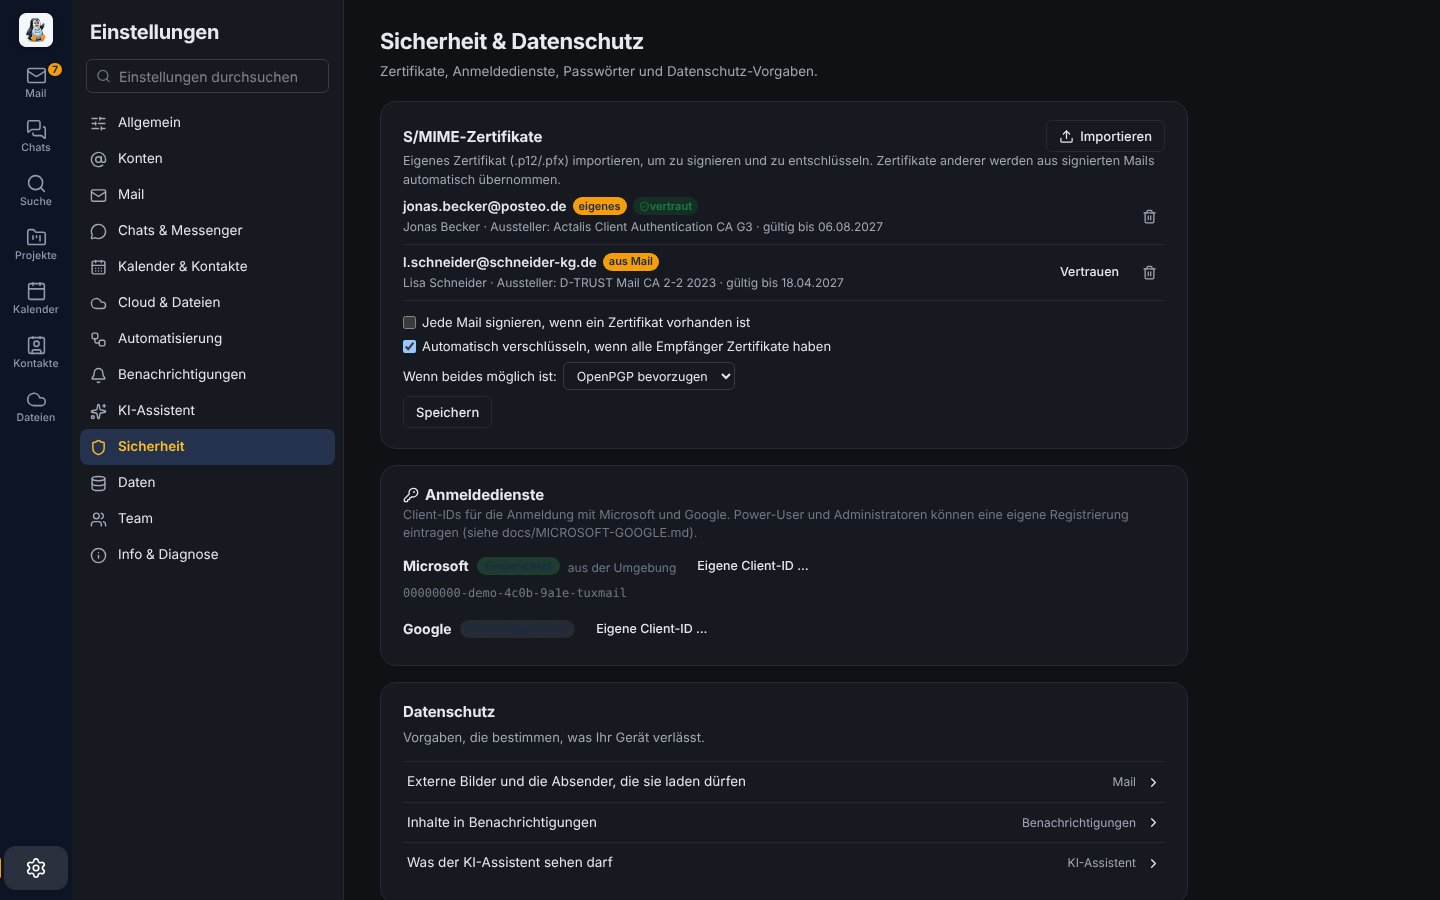 Einstellungen
Einstellungen durchsuchen
7
Mail
Chats
Suche
Projekte
Kalender
Kontakte
Dateien
Allgemein
Konten
Mail
Chats & Messenger
Kalender & Kontakte
Cloud & Dateien
Automatisierung
Benachrichtigungen
KI-Assistent
Sicherheit
Daten
Team
Info & Diagnose
Sicherheit & Datenschutz
Zertifikate, Anmeldedienste, Passwörter und Datenschutz-Vorgaben.
S/MIME-Zertifikate
Importieren
Eigenes Zertifikat (.p12/.pfx) importieren, um zu signieren und zu entschlüsseln. Zertifikate anderer werden aus signierten Mails
automatisch übernommen.
jonas.becker@posteo.de eigenes vertraut
Jonas Becker · Aussteller: Actalis Client Authentication CA G3 · gültig bis 06.08.2027
l.schneider@schneider-kg.de aus Mail
Vertrauen
Lisa Schneider · Aussteller: D-TRUST Mail CA 2-2 2023 · gültig bis 18.04.2027
Jede Mail signieren, wenn ein Zertifikat vorhanden ist
Automatisch verschlüsseln, wenn alle Empfänger Zertifikate haben
Wenn beides möglich ist: OpenPGP bevorzugen
Speichern
Anmeldedienste
Client-IDs für die Anmeldung mit Microsoft und Google. Power-User und Administratoren können eine eigene Registrierung
eintragen (siehe docs/MICROSOFT-GOOGLE.md).
Microsoft Eingerichtet aus der Umgebung Eigene Client-ID ...
00000000-demo-4c0b-9a1e-tuxmail
Google Eigene Client-ID ...
Datenschutz
Vorgaben, die bestimmen, was Ihr Gerät verlässt.
Externe Bilder und die Absender, die sie laden dürfen Mail
Inhalte in Benachrichtigungen Benachrichtigungen
Was der KI-Assistent sehen darf KI-Assistent